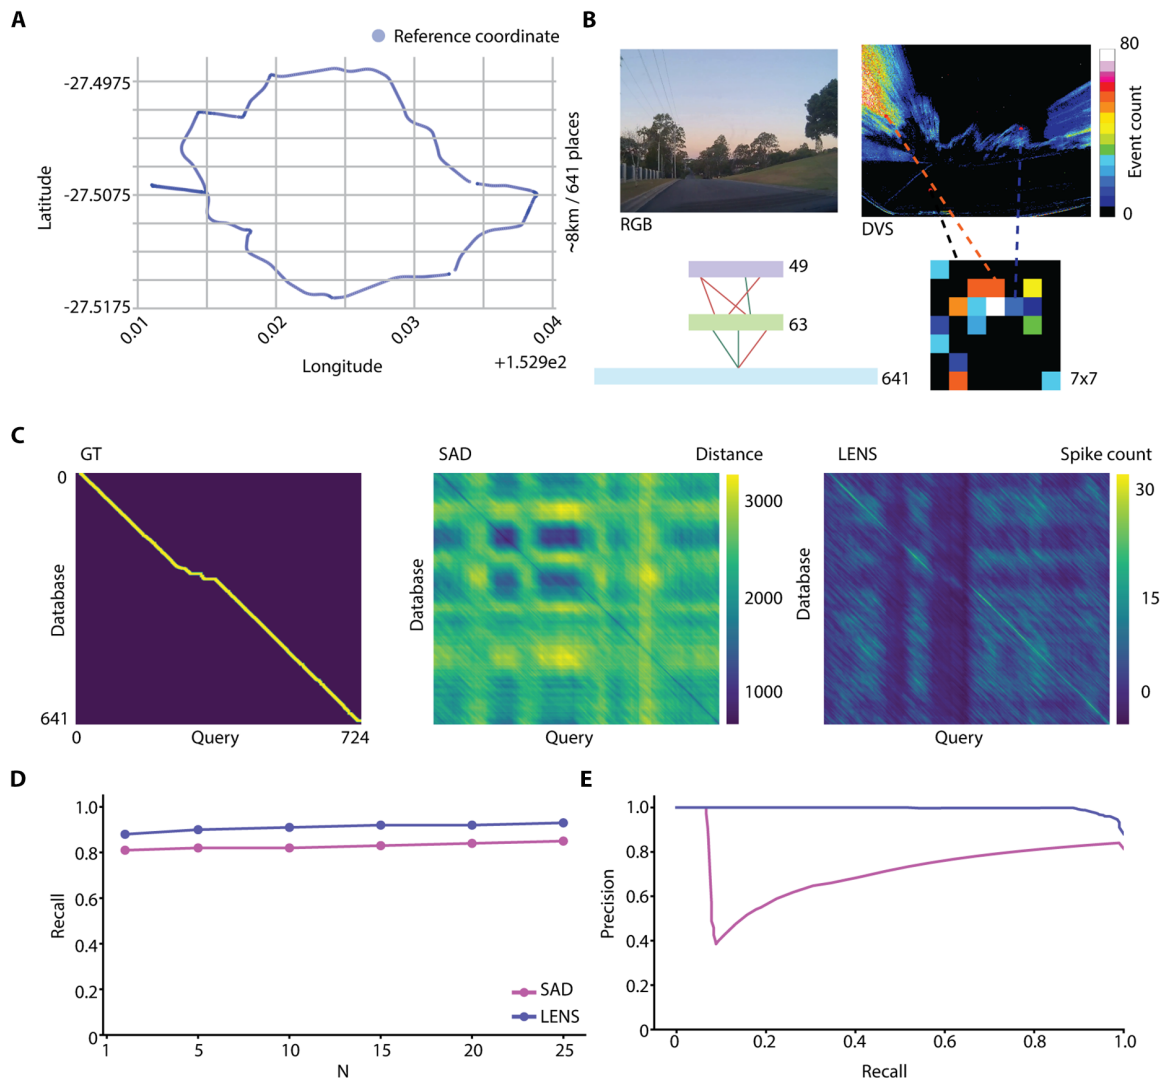 A
Reference coordinate
-27.4975
-27.5075
-27.5175
Latitude
0.01
0.02
0.03
0.04
Longitude
+1.529e2
~8km / 641 places
B
RGB
DVS
80
0
Event count
49
63
641
7x7
C
GT
0
641
Database
0
Query
724
SAD
Distance
Database
Query
3000
2000
1000
LENS
Spike count
Database
Query
30
15
0
D
Recall
1.0
0.8
0.6
0.4
0.2
0
1
5
10
15
20
25
N
SAD
LENS
E
Precision
1.0
0.8
0.6
0.4
0.2
0
0
0.2
0.4
0.6
0.8
1.0
Recall